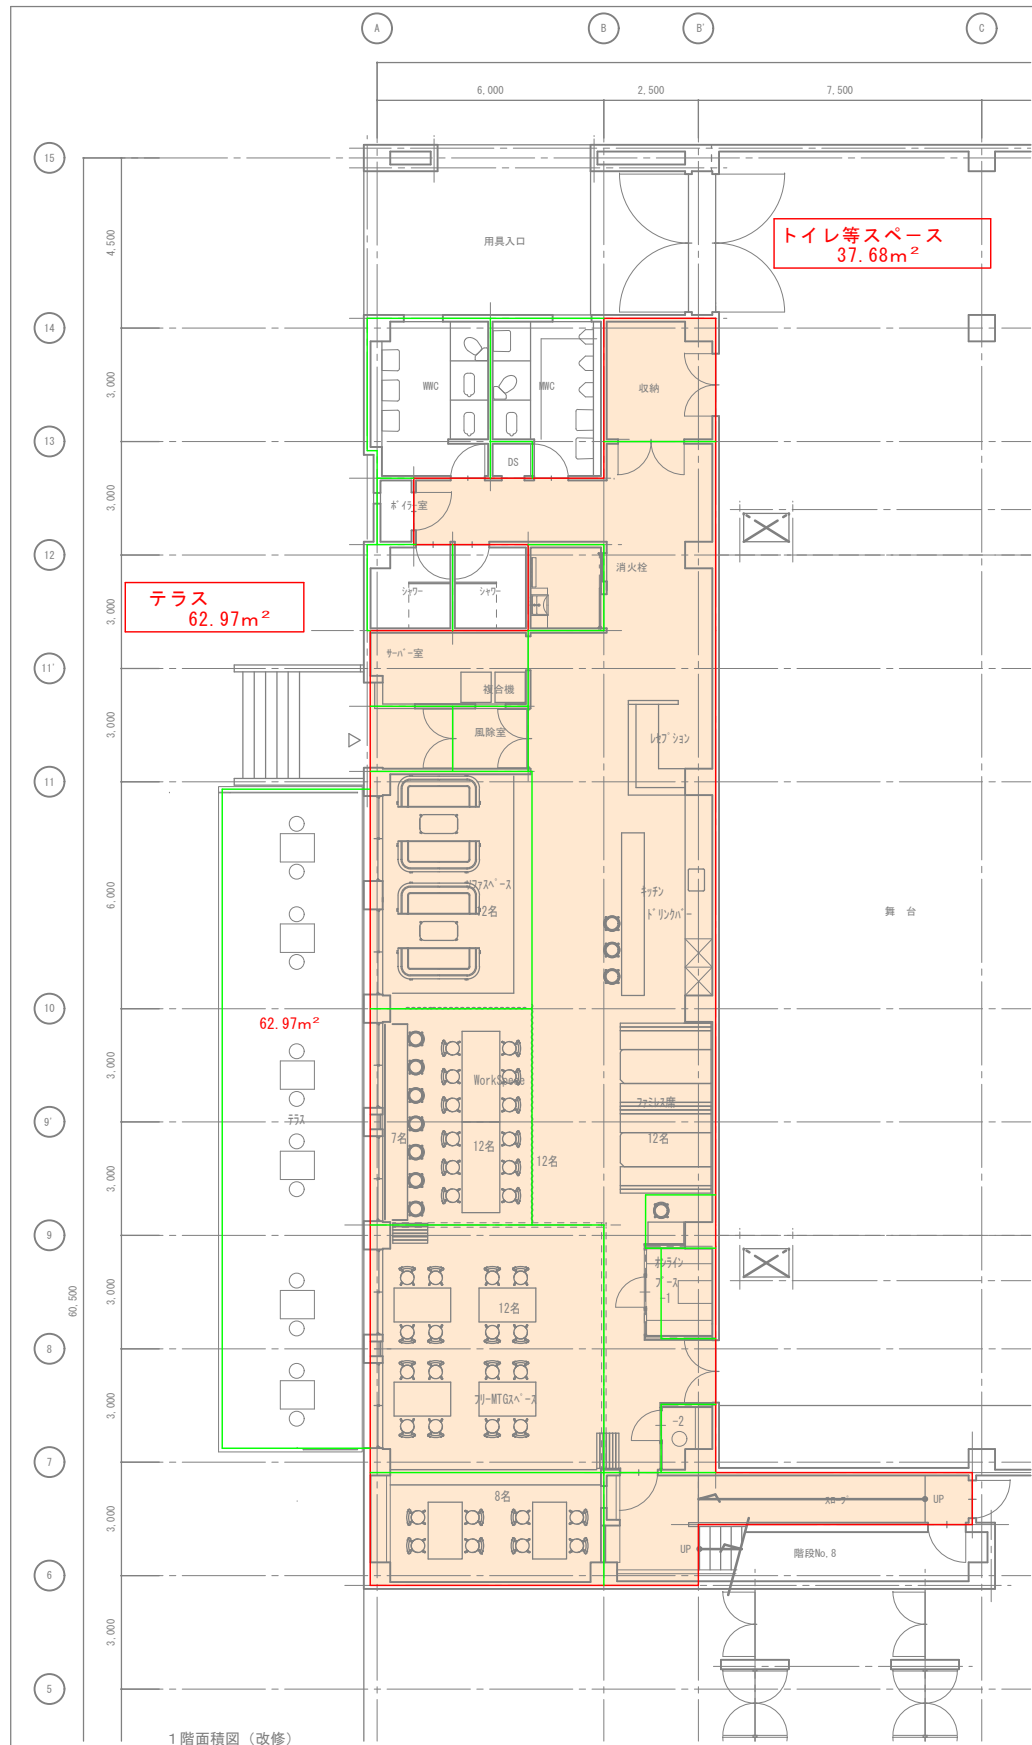 A
B
B'
C
6,000
2,500
7,500
15
4,500
用具入口
トイレ等スペース
37.68m²
14
3,000
WWC
MWC
収納
13
DS
3,000
ボイラー室
12
消火栓
テラス
62.97m²
3,000
シャワー
シャワー
サーバー室
11'
複合機
3,000
風除室
レセプション
11
ソファスペース
12名
6,000
キッチン
ドリンクバー
舞台
10
62.97m²
3,000
WorkSpace
ファミレス席
9'
テラス
7名
12名
12名
12名
3,000
9
オンライン
ブース
-1
3,000
60,500
12名
8
フリーMTGスペース
3,000
-2
7
8名
スロープ
UP
3,000
UP
階段No.8
6
3,000
5
1階面積図（改修）